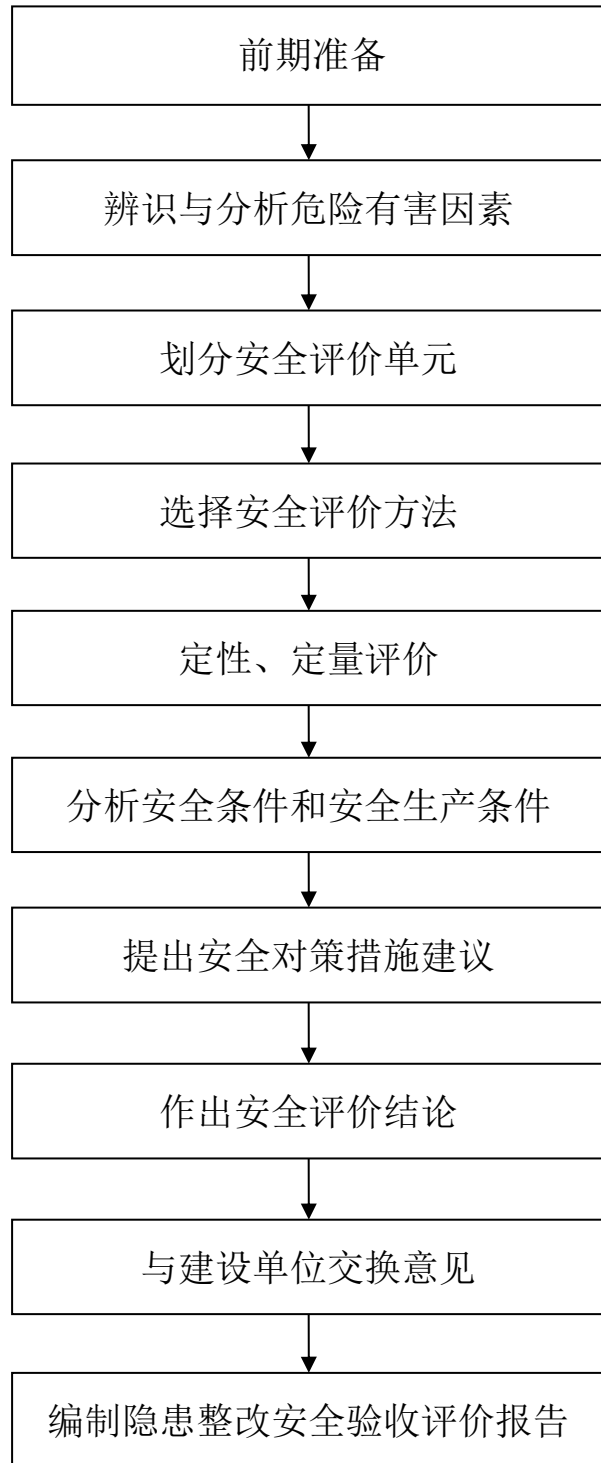 前期准备
辨识与分析危险有害因素
划分安全评价单元
选择安全评价方法
定性、定量评价
分析安全条件和安全生产条件
提出安全对策措施建议
作出安全评价结论
与建设单位交换意见
编制隐患整改安全验收评价报告